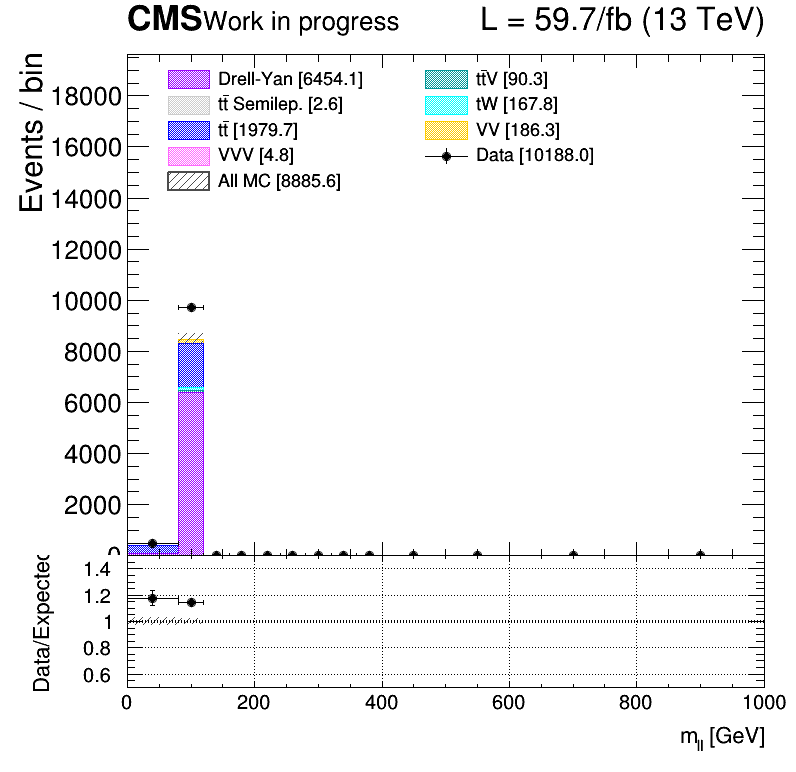 CMS Work in progress L = 59.7/fb (13 TeV)
Events / bin
18000
16000
14000
12000
10000
8000
6000
4000
2000
0
Drell-Yan [6454.1]
tt̄ Semilep. [2.6]
tt̄ [1979.7]
VVV [4.8]
All MC [8885.6]
tt̄V [90.3]
tW [167.8]
VV [186.3]
Data [10188.0]
Data/Expected
1.4
1.2
1
0.8
0.6
0 200 400 600 800 1000
m_ll [GeV]